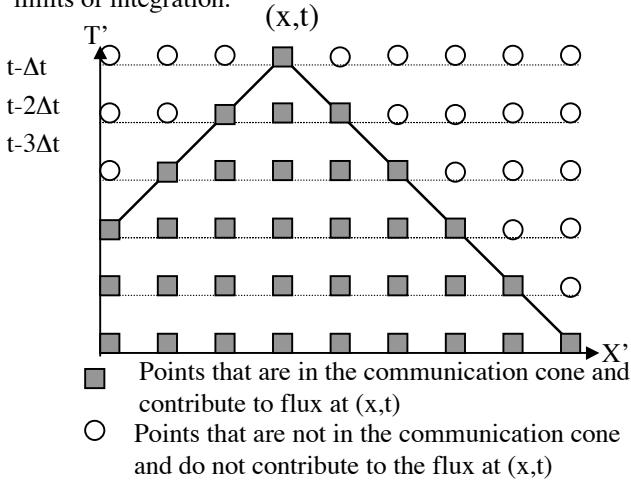 limits of integration.
(x,t)
T’
t-Δt
t-2Δt
t-3Δt
X’
Points that are in the communication cone and
contribute to flux at (x,t)
Points that are not in the communication cone
and do not contribute to the flux at (x,t)